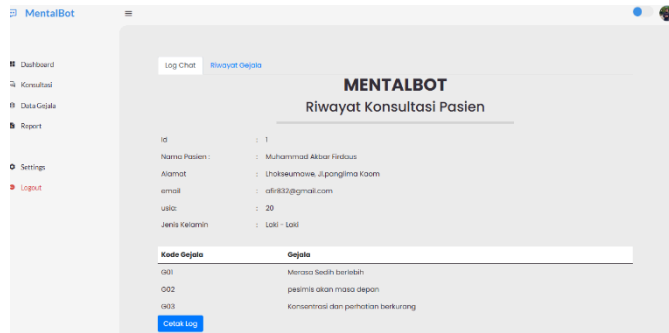 MentalBot
Log Chat Riwayat Gejala
MENTALBOT
Riwayat Konsultasi Pasien
Dashboard
Konsultasi
Data Gejala
Report
Settings
Logout
Id : 1
Nama Pasien : : Muhammad Akbar Firdaus
Alamat : Lhokseumawe, Jl.panglima Kaom
email : afir832@gmail.com
usia: : 20
Jenis Kelamin : Laki - Laki
Kode Gejala Gejala
G01 Merasa Sedih berlebih
G02 pesimis akan masa depan
G03 Konsentrasi dan perhatian berkurang
Cetak Log